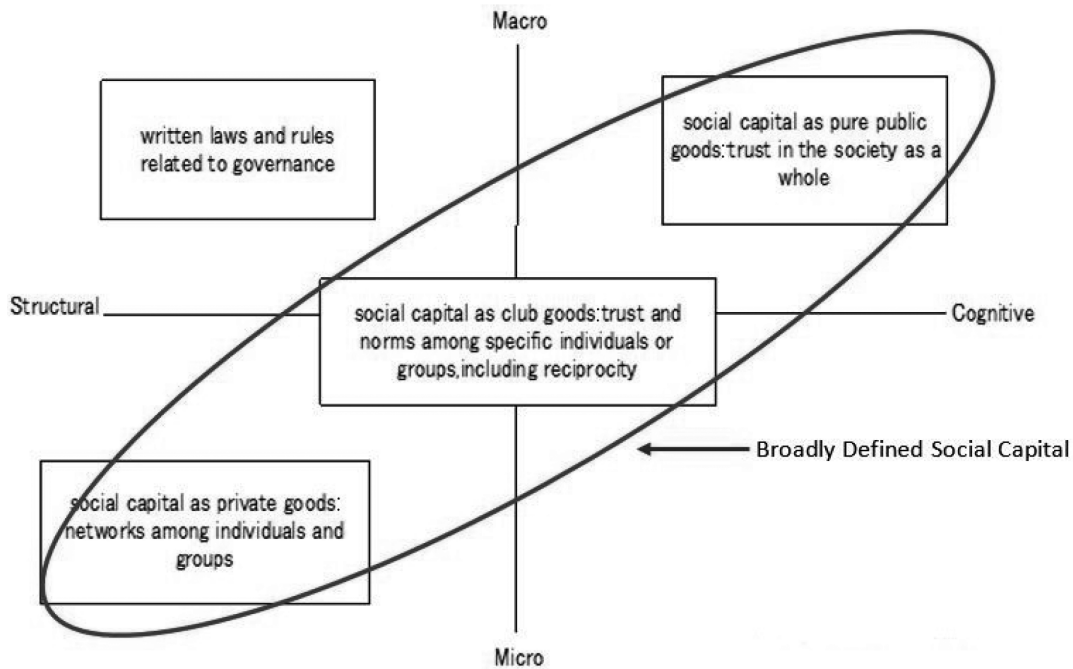 Macro
written laws and rules
related to governance
social capital as pure public
goods:trust in the society as a
whole
Structural
social capital as club goods:trust and
norms among specific individuals or
groups,including reciprocity
Cognitive
Broadly Defined Social Capital
social capital as private goods:
networks among individuals and
groups
Micro